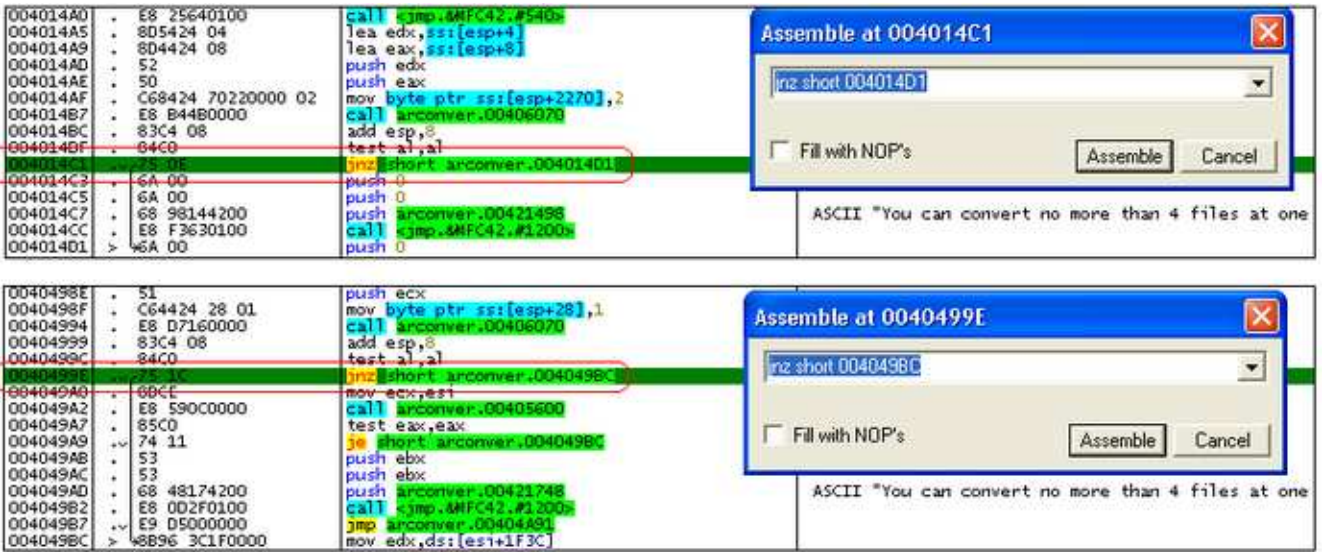 004014A0 . E8 25640100 call <jmp.&MFC42.#540>
004014A5 . 8D5424 04 lea edx,ss:[esp+4]
004014A9 . 8D4424 08 lea eax,ss:[esp+8]
004014AD . 52 push edx
004014AE . 50 push eax
004014AF . C68424 70220000 02 mov byte ptr ss:[esp+2270],2
004014B7 . E8 B44B0000 call arconver.00406070
004014BC . 83C4 08 add esp,8
004014BF . 84C0 test al,al
004014C1 75 0E jnz short arconver.004014D1
004014C3 . 6A 00 push 0
004014C5 . 6A 00 push 0
004014C7 . 68 98144200 push arconver.00421498 ASCII "You can convert no more than 4 files at one
004014CC . E8 F3630100 call <jmp.&MFC42.#1200>
004014D1 > 6A 00 push 0
Assemble at 004014C1
jnz short 004014D1
Fill with NOP's
Assemble Cancel
0040498E . 51 push ecx
0040498F . C64424 28 01 mov byte ptr ss:[esp+28],1
00404994 . E8 D7160000 call arconver.00406070
00404999 . 83C4 08 add esp,8
0040499C . 84C0 test al,al
0040499E 75 1C jnz short arconver.004049BC
004049A0 . 8BCE mov ecx,esi
004049A2 . E8 590C0000 call arconver.00405600
004049A7 . 85C0 test eax,eax
004049A9 . 74 11 je short arconver.004049BC
004049AB . 53 push ebx
004049AC . 53 push ebx
004049AD . 68 48174200 push arconver.00421748 ASCII "You can convert no more than 4 files at one
004049B2 . E8 0D2F0100 call <jmp.&MFC42.#1200>
004049B7 . E9 D5000000 jmp arconver.00404A91
004049BC > 8B96 3C1F0000 mov edx,ds:[esi+1F3C]
Assemble at 0040499E
jnz short 004049BC
Fill with NOP's
Assemble Cancel